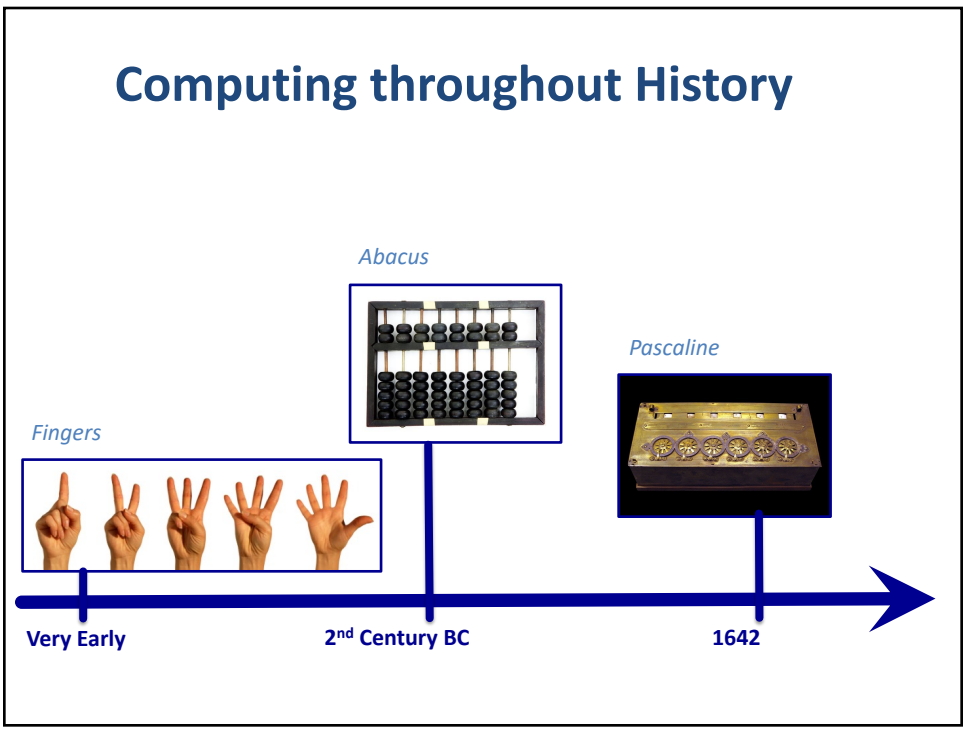 Computing throughout History
Abacus
Pascaline
Fingers
Very Early
2nd Century BC
1642